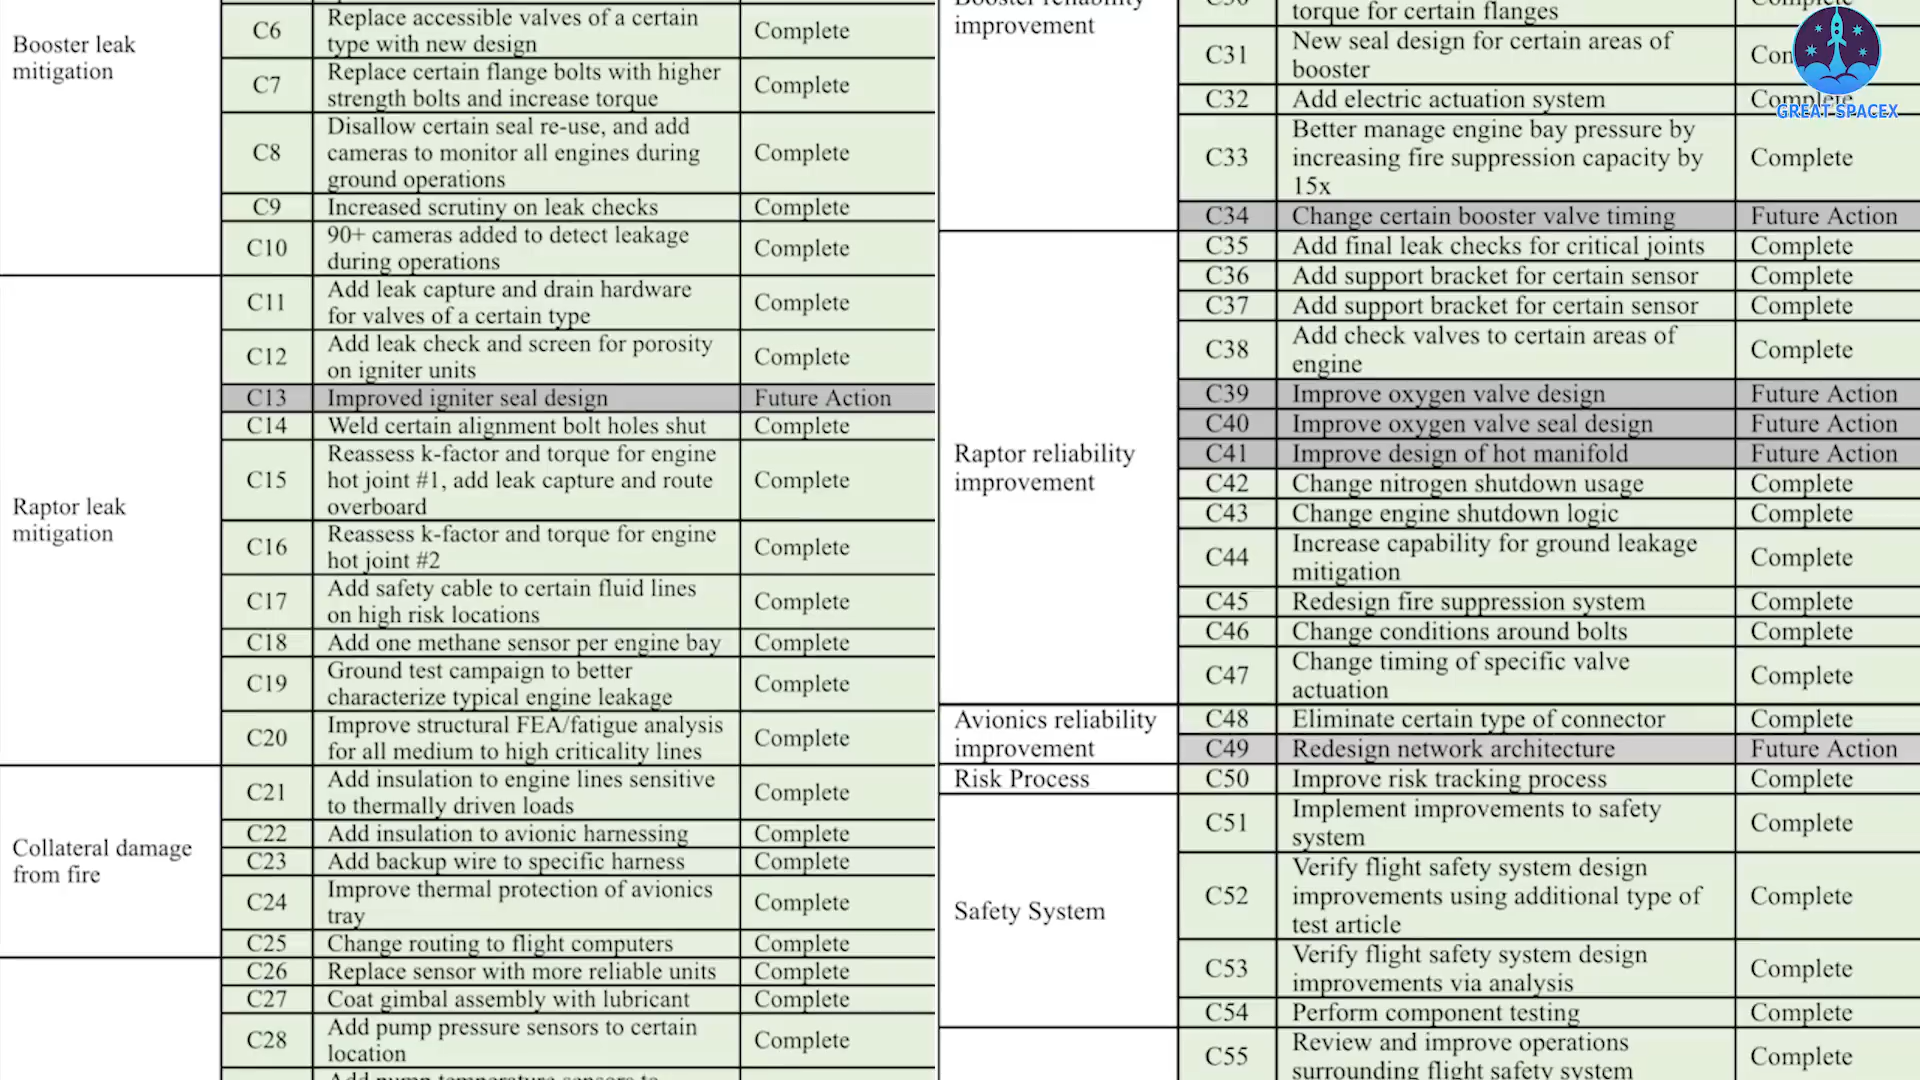 Booster leak
mitigation
C6
Replace accessible valves of a certain
type with new design
Complete
C7
Replace certain flange bolts with higher
strength bolts and increase torque
Complete
C8
Disallow certain seal re-use, and add
cameras to monitor all engines during
ground operations
Complete
C9
Increased scrutiny on leak checks
Complete
C10
90+ cameras added to detect leakage
during operations
Complete
Raptor leak
mitigation
C11
Add leak capture and drain hardware
for valves of a certain type
Complete
C12
Add leak check and screen for porosity
on igniter units
Complete
C13
Improved igniter seal design
Future Action
C14
Weld certain alignment bolt holes shut
Complete
C15
Reassess k-factor and torque for engine
hot joint #1, add leak capture and route
overboard
Complete
C16
Reassess k-factor and torque for engine
hot joint #2
Complete
C17
Add safety cable to certain fluid lines
on high risk locations
Complete
C18
Add one methane sensor per engine bay
Complete
C19
Ground test campaign to better
characterize typical engine leakage
Complete
C20
Improve structural FEA/fatigue analysis
for all medium to high criticality lines
Complete
Collateral damage
from fire
C21
Add insulation to engine lines sensitive
to thermally driven loads
Complete
C22
Add insulation to avionic harnessing
Complete
C23
Add backup wire to specific harness
Complete
C24
Improve thermal protection of avionics
tray
Complete
C25
Change routing to flight computers
Complete
C26
Replace sensor with more reliable units
Complete
C27
Coat gimbal assembly with lubricant
Complete
C28
Add pump pressure sensors to certain
location
Complete
Add pump temperature sensors to
Booster reliability
improvement
C30
torque for certain flanges
Complete
C31
New seal design for certain areas of
booster
Com
C32
Add electric actuation system
Complete
C33
Better manage engine bay pressure by
increasing fire suppression capacity by
15x
Complete
C34
Change certain booster valve timing
Future Action
Raptor reliability
improvement
C35
Add final leak checks for critical joints
Complete
C36
Add support bracket for certain sensor
Complete
C37
Add support bracket for certain sensor
Complete
C38
Add check valves to certain areas of
engine
Complete
C39
Improve oxygen valve design
Future Action
C40
Improve oxygen valve seal design
Future Action
C41
Improve design of hot manifold
Future Action
C42
Change nitrogen shutdown usage
Complete
C43
Change engine shutdown logic
Complete
C44
Increase capability for ground leakage
mitigation
Complete
C45
Redesign fire suppression system
Complete
C46
Change conditions around bolts
Complete
C47
Change timing of specific valve
actuation
Complete
Avionics reliability
improvement
C48
Eliminate certain type of connector
Complete
C49
Redesign network architecture
Future Action
Risk Process
C50
Improve risk tracking process
Complete
Safety System
C51
Implement improvements to safety
system
Complete
C52
Verify flight safety system design
improvements using additional type of
test article
Complete
C53
Verify flight safety system design
improvements via analysis
Complete
C54
Perform component testing
Complete
C55
Review and improve operations
surrounding flight safety system
Complete
GREAT SPACEX